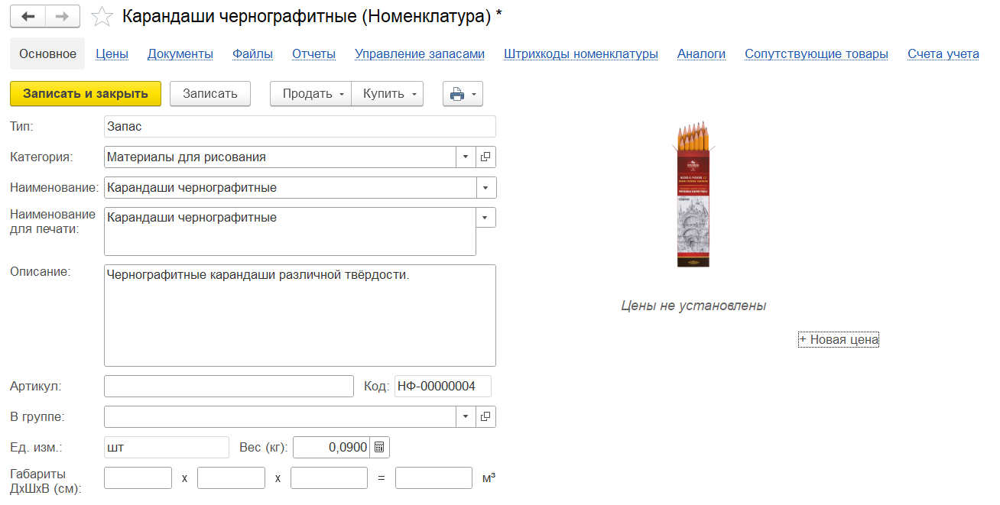 Карандаши чернографитные (Номенклатура) *
Основное Цены Документы Файлы Отчеты Управление запасами Штрихкоды номенклатуры Аналоги Сопутствующие товары Счета учета
Записать и закрыть Записать Продать Купить
Тип: Запас
Категория: Материалы для рисования
Наименование: Карандаши чернографитные
Наименование для печати: Карандаши чернографитные
Описание: Чернографитные карандаши различной твёрдости.
KOH-I-NOOR
Цены не установлены
+ Новая цена
Артикул: Код: НФ-00000004
В группе:
Ед. изм.: шт Вес (кг): 0,0900
Габариты
ДхШхВ (см): х х = м³